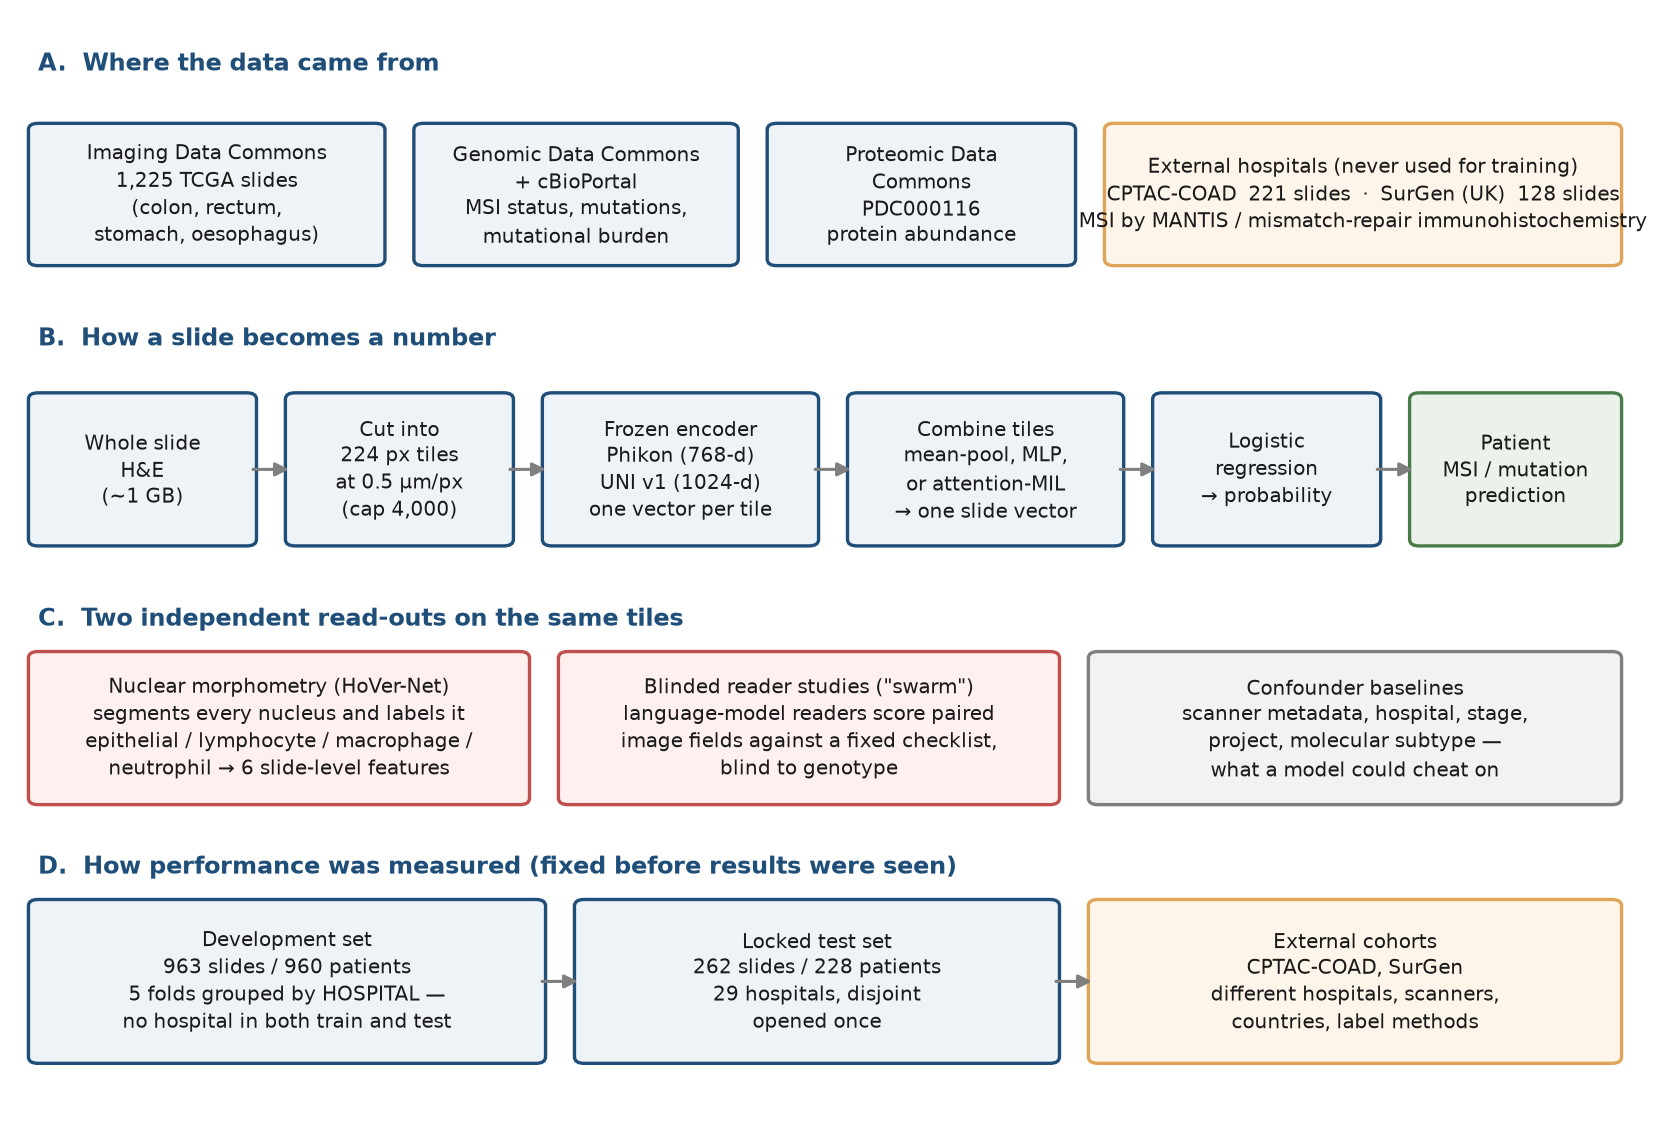 A.  Where the data came from
Imaging Data Commons
1,225 TCGA slides
(colon, rectum,
stomach, oesophagus)
Genomic Data Commons
+ cBioPortal
MSI status, mutations,
mutational burden
Proteomic Data
Commons
PDC000116
protein abundance
External hospitals (never used for training)
CPTAC-COAD  221 slides  ·  SurGen (UK)  128 slides
MSI by MANTIS / mismatch-repair immunohistochemistry
B.  How a slide becomes a number
Whole slide
H&E
(~1 GB)
Cut into
224 px tiles
at 0.5 µm/px
(cap 4,000)
Frozen encoder
Phikon (768-d)
UNI v1 (1024-d)
one vector per tile
Combine tiles
mean-pool, MLP,
or attention-MIL
→ one slide vector
Logistic
regression
→ probability
Patient
MSI / mutation
prediction
C.  Two independent read-outs on the same tiles
Nuclear morphometry (HoVer-Net)
segments every nucleus and labels it
epithelial / lymphocyte / macrophage /
neutrophil → 6 slide-level features
Blinded reader studies ("swarm")
language-model readers score paired
image fields against a fixed checklist,
blind to genotype
Confounder baselines
scanner metadata, hospital, stage,
project, molecular subtype —
what a model could cheat on
D.  How performance was measured (fixed before results were seen)
Development set
963 slides / 960 patients
5 folds grouped by HOSPITAL —
no hospital in both train and test
Locked test set
262 slides / 228 patients
29 hospitals, disjoint
opened once
External cohorts
CPTAC-COAD, SurGen
different hospitals, scanners,
countries, label methods